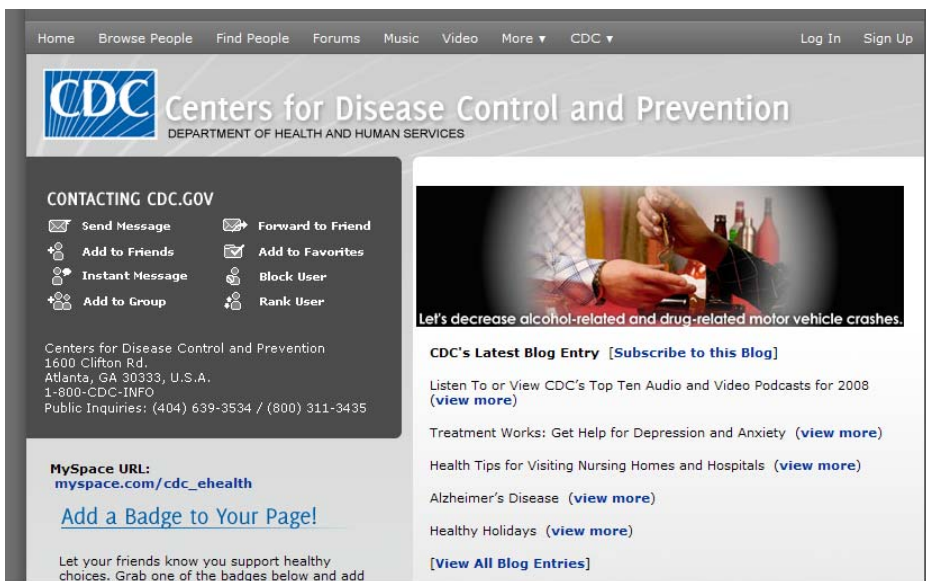 Home Browse People Find People Forums Music Video More ▾ CDC ▾ Log In Sign Up
CDC
Centers for Disease Control and Prevention
DEPARTMENT OF HEALTH AND HUMAN SERVICES
CONTACTING CDC.GOV
Send Message Forward to Friend
Add to Friends Add to Favorites
Instant Message Block User
Add to Group Rank User
Centers for Disease Control and Prevention
1600 Clifton Rd.
Atlanta, GA 30333, U.S.A.
1-800-CDC-INFO
Public Inquiries: (404) 639-3534 / (800) 311-3435
MySpace URL:
myspace.com/cdc_ehealth
Add a Badge to Your Page!
Let your friends know you support healthy
choices. Grab one of the badges below and add
Let's decrease alcohol-related and drug-related motor vehicle crashes.
CDC's Latest Blog Entry [Subscribe to this Blog]
Listen To or View CDC's Top Ten Audio and Video Podcasts for 2008
(view more)
Treatment Works: Get Help for Depression and Anxiety (view more)
Health Tips for Visiting Nursing Homes and Hospitals (view more)
Alzheimer's Disease (view more)
Healthy Holidays (view more)
[View All Blog Entries]